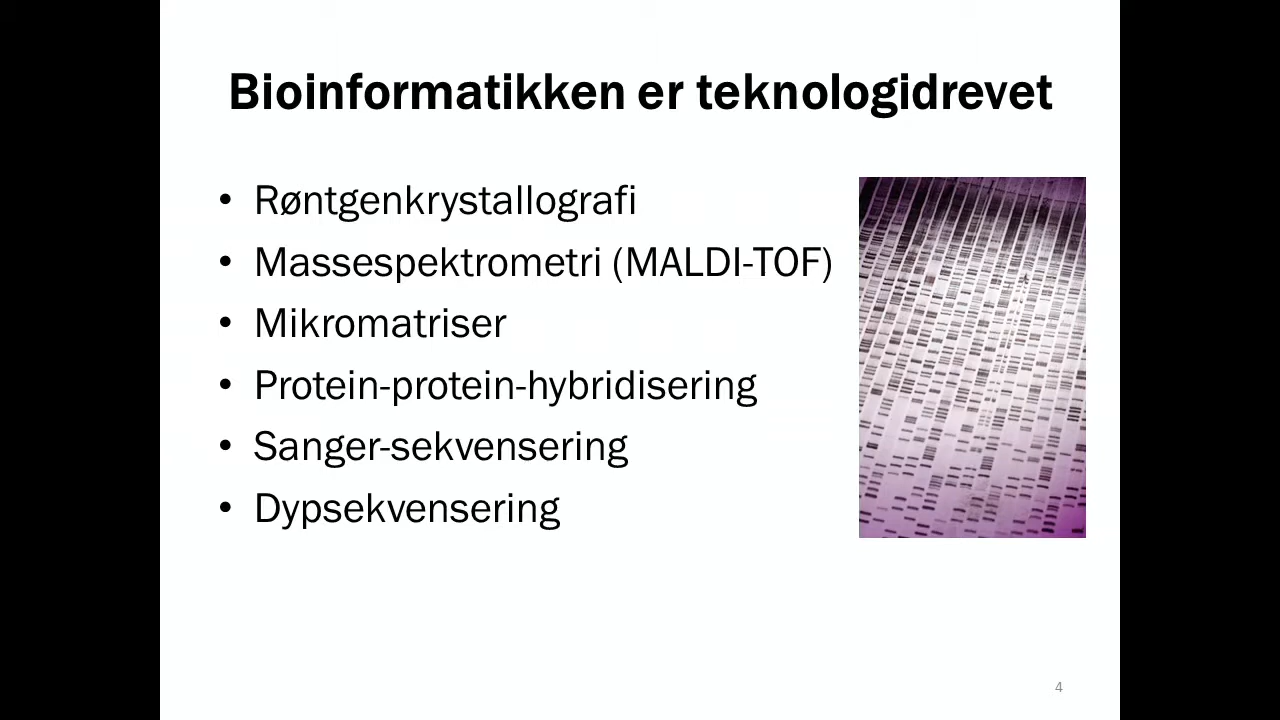 Bioinformatikken er teknologidrevet
• Røntgenkrystallografi
• Massespektrometri (MALDI-TOF)
• Mikromatriser
• Protein-protein-hybridisering
• Sanger-sekvensering
• Dypsekvensering
4